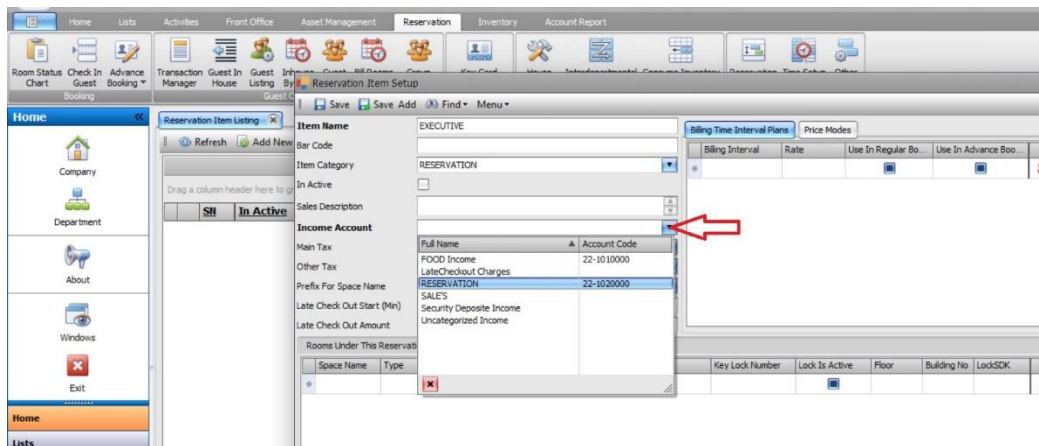 Home Lists Activities Front Office Asset Management Reservation Inventory Account Report
Room Status Chart
Check In Guest
Advance Booking
Transaction Manager
Guest In House
Guest Listing
Key Card
Booking
Reservation Item Setup
Save Save Add Find Menu
Home
Company
Department
About
Windows
Exit
Home
Lists
Reservation Item Listing
Refresh Add New
Drag a column header here to
SN In Active
Item Name EXECUTIVE
Bar Code
Item Category RESERVATION
In Active
Sales Description
Income Account
Main Tax
Other Tax
Prefix For Space Name
Late Check Out Start (Min)
Late Check Out Amount
Full Name Account Code
FOOD Income 22-1010000
LateCheckout Charges
RESERVATION 22-1020000
SALE'S
Security Deposite Income
Uncategorized Income
Billing Time Interval Plans Price Modes
Billing Interval Rate Use In Regular Bo... Use In Advance Boo...
Rooms Under This Reservati
Space Name Type Key Lock Number Lock Is Active Floor Building No LockSDK